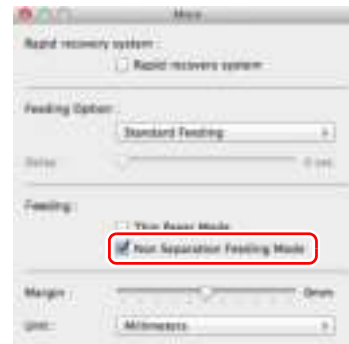 More
Rapid recovery system :
Rapid recovery system
Feeding Option :
Standard Feeding
Delay : 0 sec
Feeding :
Thin Paper Mode
Non Separation Feeding Mode
Margin : 0mm
Unit : Millimeters